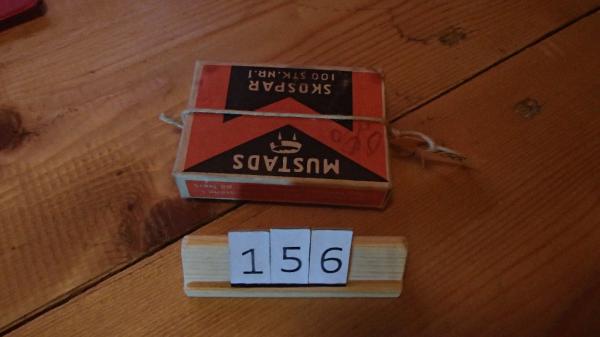 MUSTADS
SKOSPAR
100 STK. NR.1
156